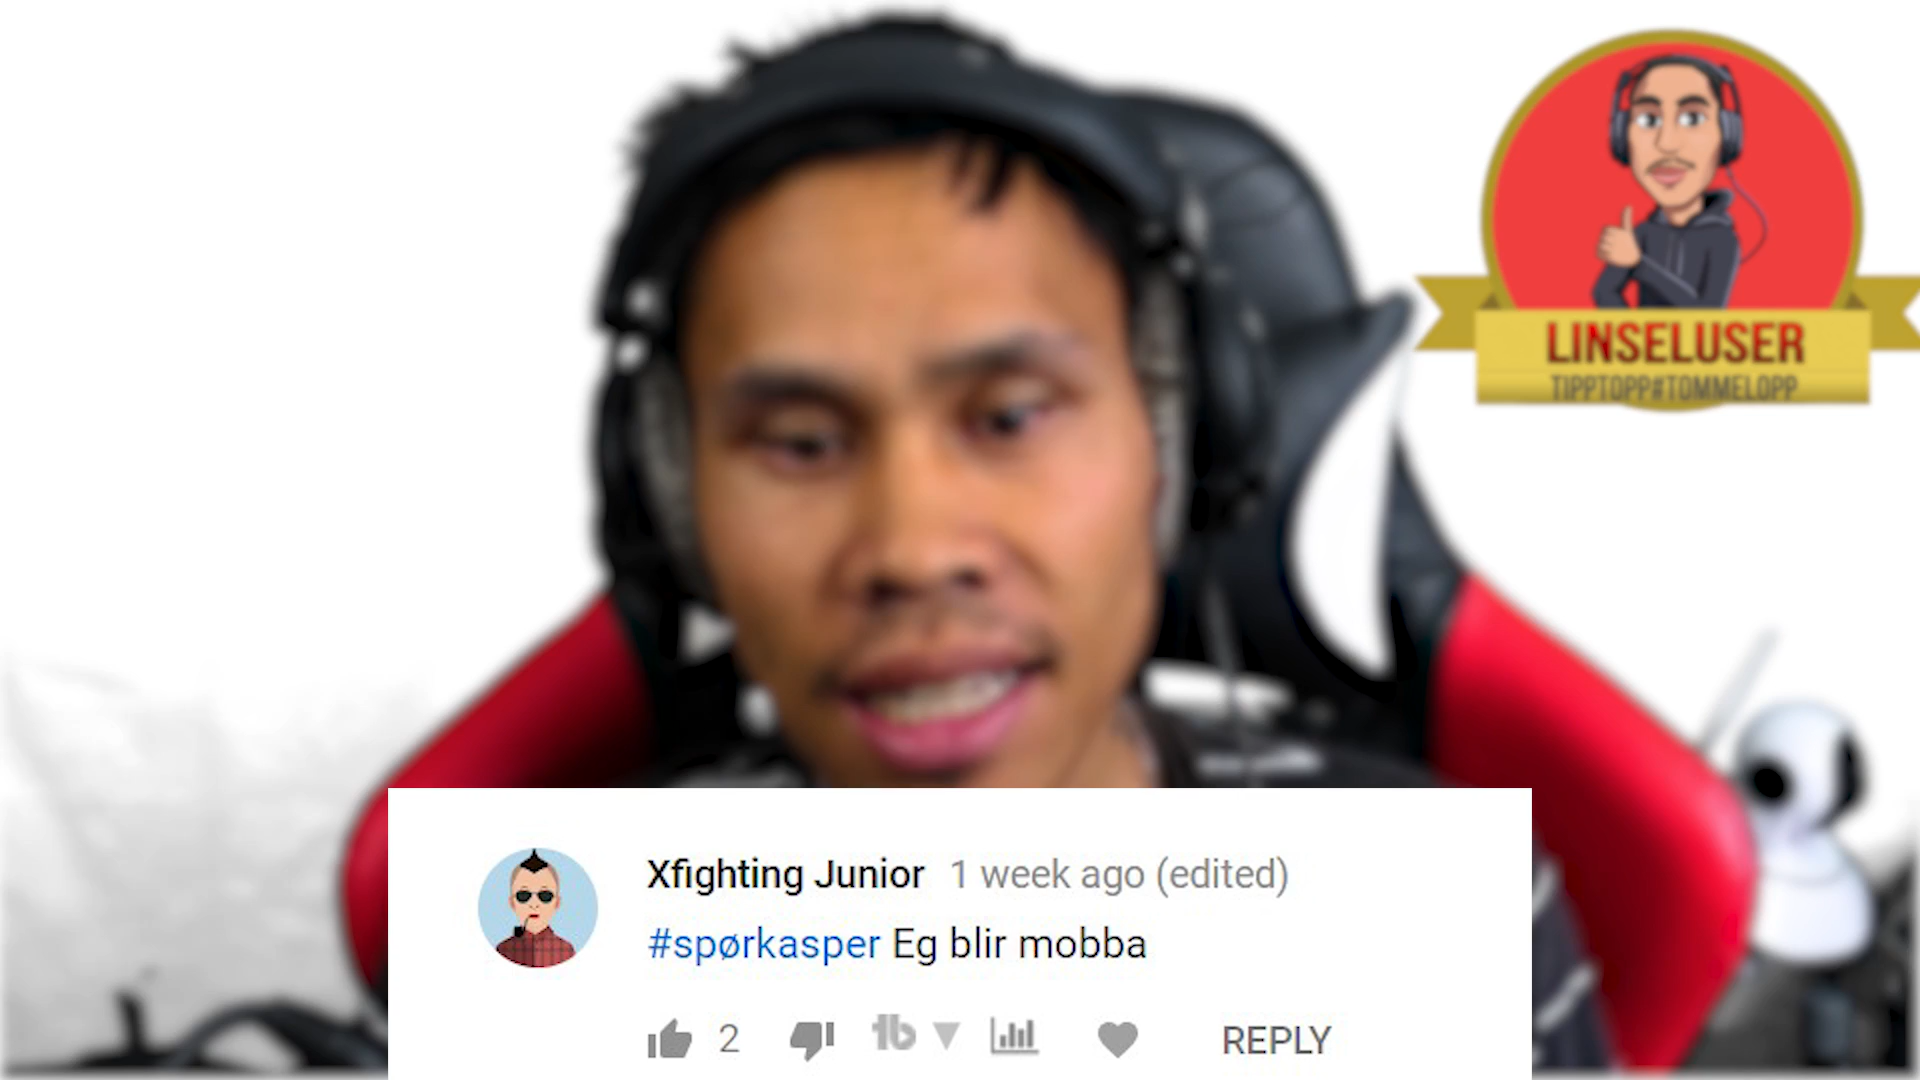 LINSELUSER
TIPPTOPP#TOMMELOPP
Xfighting Junior 1 week ago (edited)
#spørkasper Eg blir mobba
2 REPLY